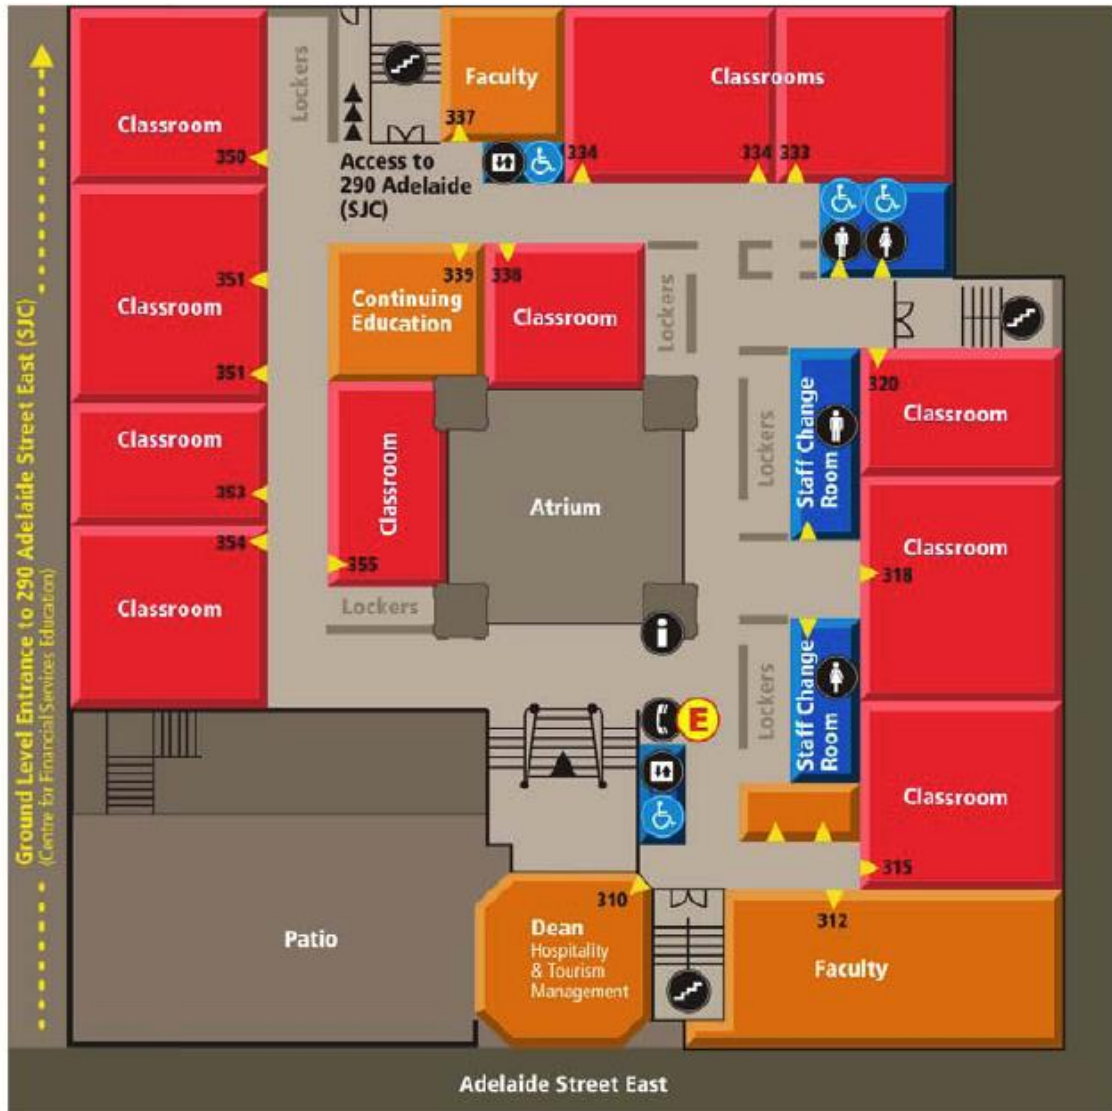 Lockers
Faculty
Classrooms
337
Classroom
350
Access to
290 Adelaide
(SJC)
334
334
333
339
338
351
Continuing
Education
Classroom
Classroom
Lockers
351
320
Classroom
Staff Change
Room
Lockers
Classroom
353
Classroom
Atrium
354
Classroom
318
355
Classroom
Lockers
i
Staff Change
Room
Lockers
E
Classroom
315
310
312
Dean
Hospitality
& Tourism
Management
Patio
Faculty
Ground Level Entrance to 290 Adelaide Street East (SJC)
(Centre for Financial Services Education)
Adelaide Street East